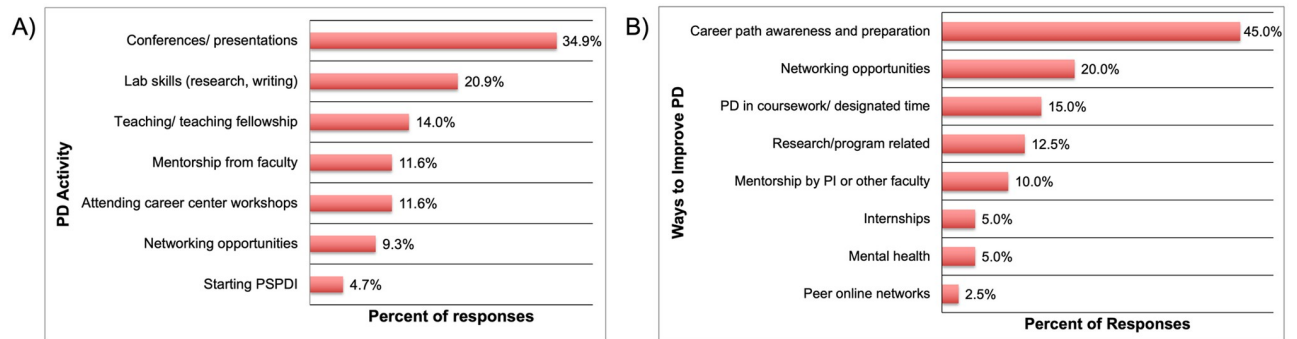 A)
PD Activity
Conferences/ presentations 34.9%
Lab skills (research, writing) 20.9%
Teaching/ teaching fellowship 14.0%
Mentorship from faculty 11.6%
Attending career center workshops 11.6%
Networking opportunities 9.3%
Starting PSPDI 4.7%
Percent of responses
B)
Ways to Improve PD
Career path awareness and preparation 45.0%
Networking opportunities 20.0%
PD in coursework/ designated time 15.0%
Research/program related 12.5%
Mentorship by PI or other faculty 10.0%
Internships 5.0%
Mental health 5.0%
Peer online networks 2.5%
Percent of Responses